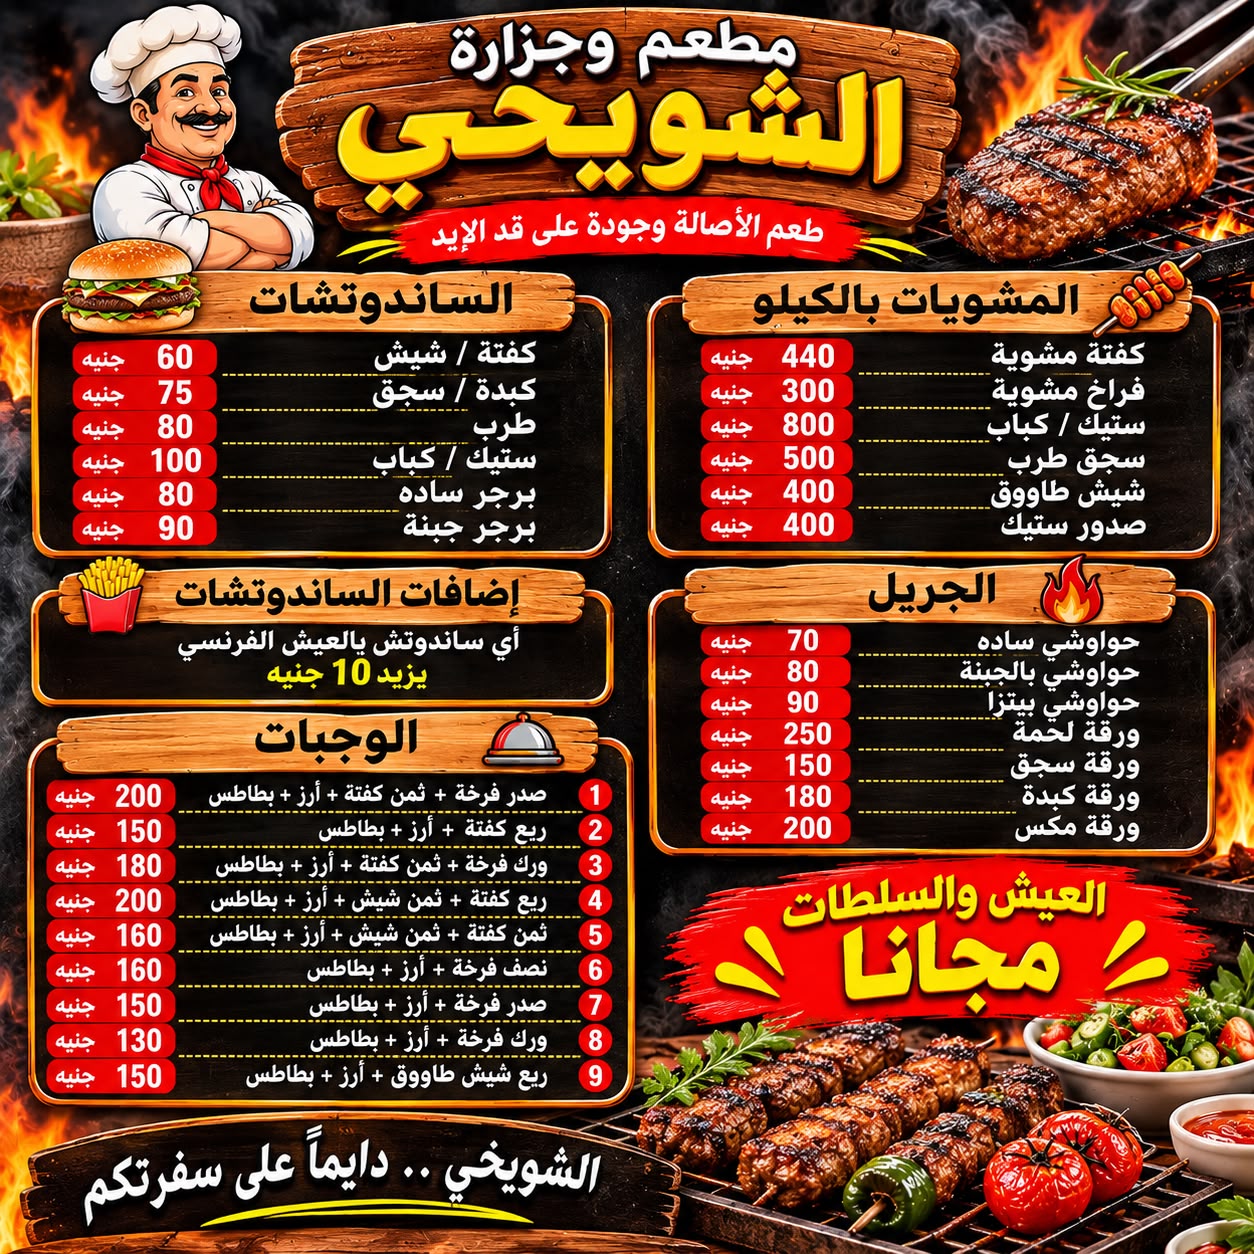 مطعم وجزارة
الشويحي
طعم الأصالة وجودة على قد الإيد
المشويات بالكيلو
كفتة مشوية 440 جنيه
فراخ مشوية 300 جنيه
ستيك / كباب 800 جنيه
سجق طرب 500 جنيه
شيش طاووق 400 جنيه
صدور ستيك 400 جنيه
الساندوتشات
كفتة / شيش 60 جنيه
كبدة / سجق 75 جنيه
طرب 80 جنيه
ستيك / كباب 100 جنيه
برجر ساده 80 جنيه
برجر جبنة 90 جنيه
الجريل
حواوشي ساده 70 جنيه
حواوشي بالجبنة 80 جنيه
حواوشي بيتزا 90 جنيه
ورقة لحمة 250 جنيه
ورقة سجق 150 جنيه
ورقة كبدة 180 جنيه
ورقة مكس 200 جنيه
إضافات الساندوتشات
أي ساندوتش بالعيش الفرنسي
يزيد 10 جنيه
الوجبات
1 صدر فرخة + ثمن كفتة + أرز + بطاطس 200 جنيه
2 ربع كفتة + أرز + بطاطس 150 جنيه
3 ورك فرخة + ثمن كفتة + أرز + بطاطس 180 جنيه
4 ربع كفتة + ثمن شيش + أرز + بطاطس 200 جنيه
5 ثمن كفتة + ثمن شيش + أرز + بطاطس 160 جنيه
6 نصف فرخة + أرز + بطاطس 160 جنيه
7 صدر فرخة + أرز + بطاطس 150 جنيه
8 ورك فرخة + أرز + بطاطس 130 جنيه
9 ربع شيش طاووق + أرز + بطاطس 150 جنيه
العيش والسلطات
مجانا
الشويخي .. دايماً على سفرتكم